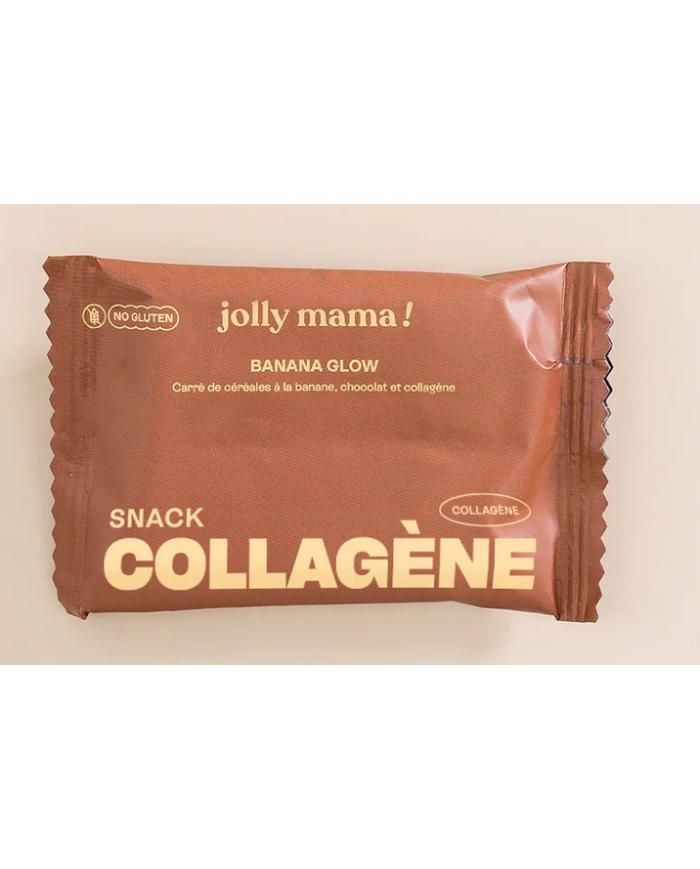 NO GLUTEN
jolly mama !
BANANA GLOW
Carré de céréales à la banane, chocolat et collagène
COLLAGÈNE
SNACK
COLLAGÈNE